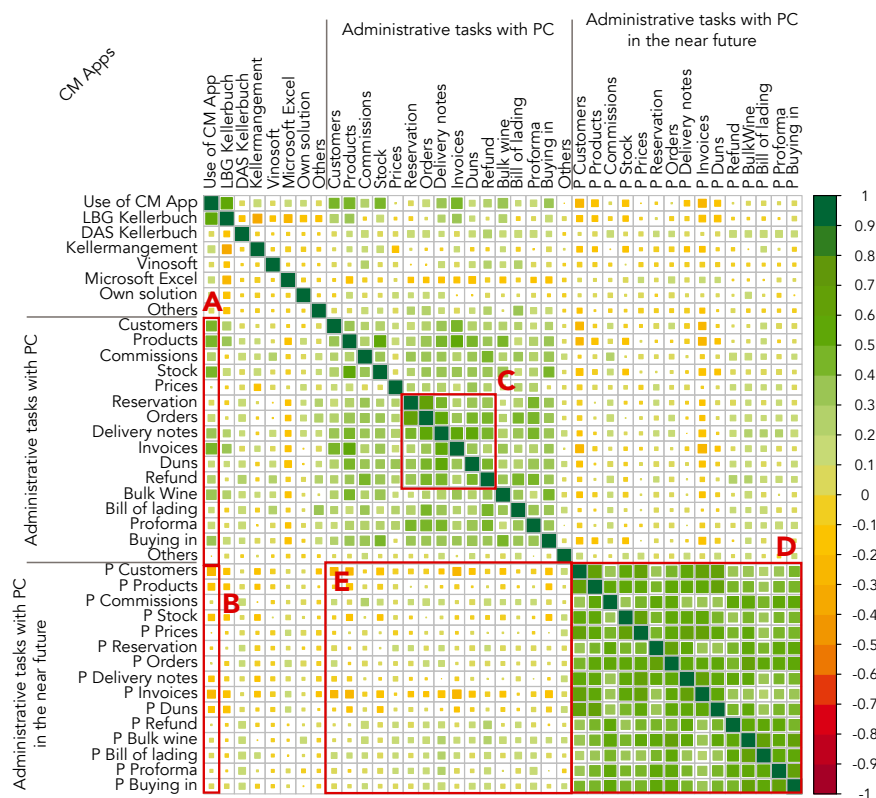 Administrative tasks with PC
Administrative tasks with PC
in the near future
CM Apps
Use of CM App
LBG Kellerbuch
DAS Kellerbuch
Kellermangement
Vinosoft
Microsoft Excel
Own solution
Others
Customers
Products
Commissions
Stock
Prices
Reservation
Orders
Delivery notes
Invoices
Duns
Refund
Bulk wine
Bill of lading
Proforma
Buying in
Others
P Customers
P Products
P Commissions
P Stock
P Prices
P Reservation
P Orders
P Delivery notes
P Invoices
P Duns
P Refund
P BulkWine
P Bill of lading
P Proforma
P Buying in
Use of CM App
LBG Kellerbuch
DAS Kellerbuch
Kellermangement
Vinosoft
Microsoft Excel
Own solution
Others
Customers
Products
Commissions
Stock
Prices
Reservation
Orders
Delivery notes
Invoices
Duns
Refund
Bulk Wine
Bill of lading
Proforma
Buying in
Others
P Customers
P Products
P Commissions
P Stock
P Prices
P Reservation
P Orders
P Delivery notes
P Invoices
P Duns
P Refund
P Bulk wine
P Bill of lading
P Proforma
P Buying in
Administrative tasks with PC
Administrative tasks with PC
in the near future
A
B
C
D
E
1
0.9
0.8
0.7
0.6
0.5
0.4
0.3
0.2
0.1
0
-0.1
-0.2
-0.3
-0.4
-0.5
-0.6
-0.7
-0.8
-0.9
-1